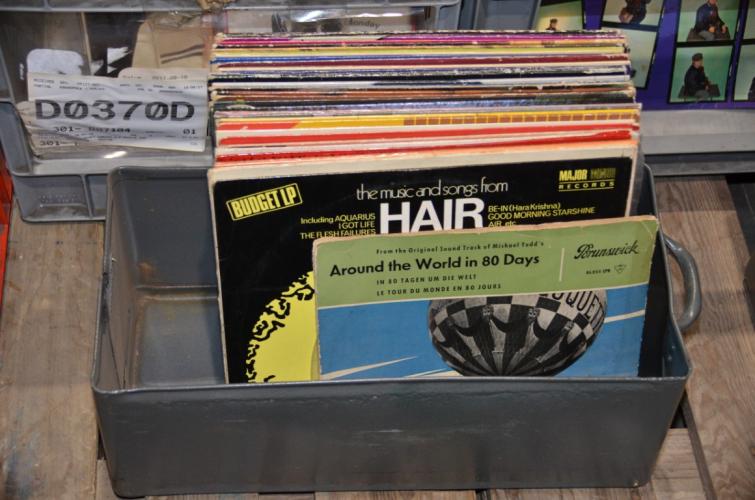 D0370D
BUDGET LP
the music and songs from
HAIR
Including AQUARIUS
I GOT LIFE
THE FLESH FAILURES
BE-IN (Hara Krishna)
GOOD MORNING STARSHINE
AIR, etc.
MAJOR MINOR
RECORDS
From the Original Sound Track of Michael Todd's
Around the World in 80 Days
IN 80 TAGEN UM DIE WELT
LE TOUR DU MONDE EN 80 JOURS
Brunswick